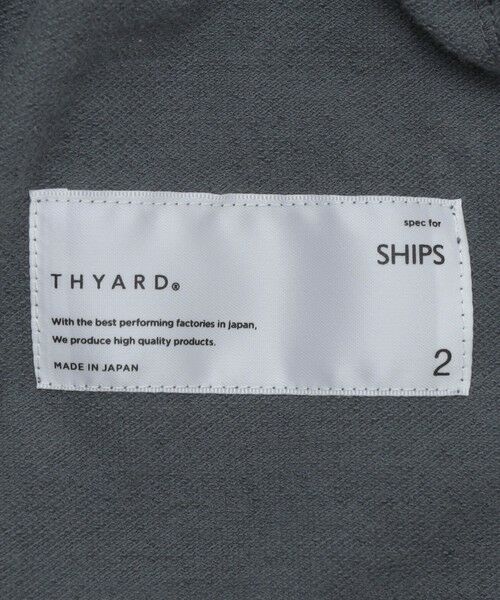 spec for
SHIPS
THYARD®
With the best performing factories in Japan,
We produce high quality products.
MADE IN JAPAN
2